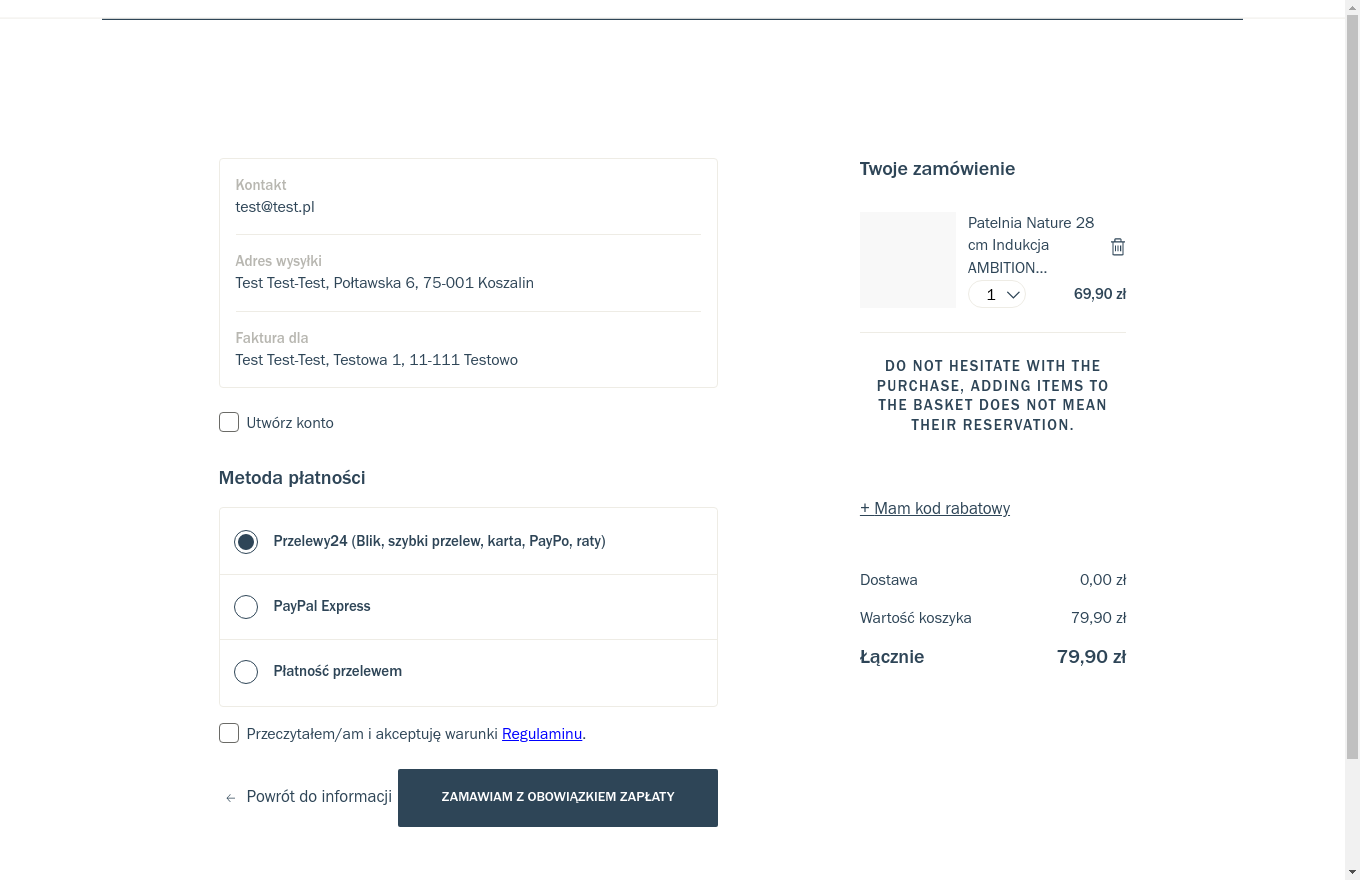 Kontakt
test@test.pl
Adres wysyłki
Test Test-Test, Połtawska 6, 75-001 Koszalin
Faktura dla
Test Test-Test, Testowa 1, 11-111 Testowo
Utwórz konto
Metoda płatności
Przelewy24 (Blik, szybki przelew, karta, PayPo, raty)
PayPal Express
Płatność przelewem
Przeczytałem/am i akceptuję warunki Regulaminu.
Powrót do informacji
ZAMAWIAM Z OBOWIĄZKIEM ZAPŁATY
Twoje zamówienie
Patelnia Nature 28
cm Indukcja
AMBITION...
1
69,90 zł
DO NOT HESITATE WITH THE
PURCHASE, ADDING ITEMS TO
THE BASKET DOES NOT MEAN
THEIR RESERVATION.
+ Mam kod rabatowy
Dostawa 0,00 zł
Wartość koszyka 79,90 zł
Łącznie 79,90 zł